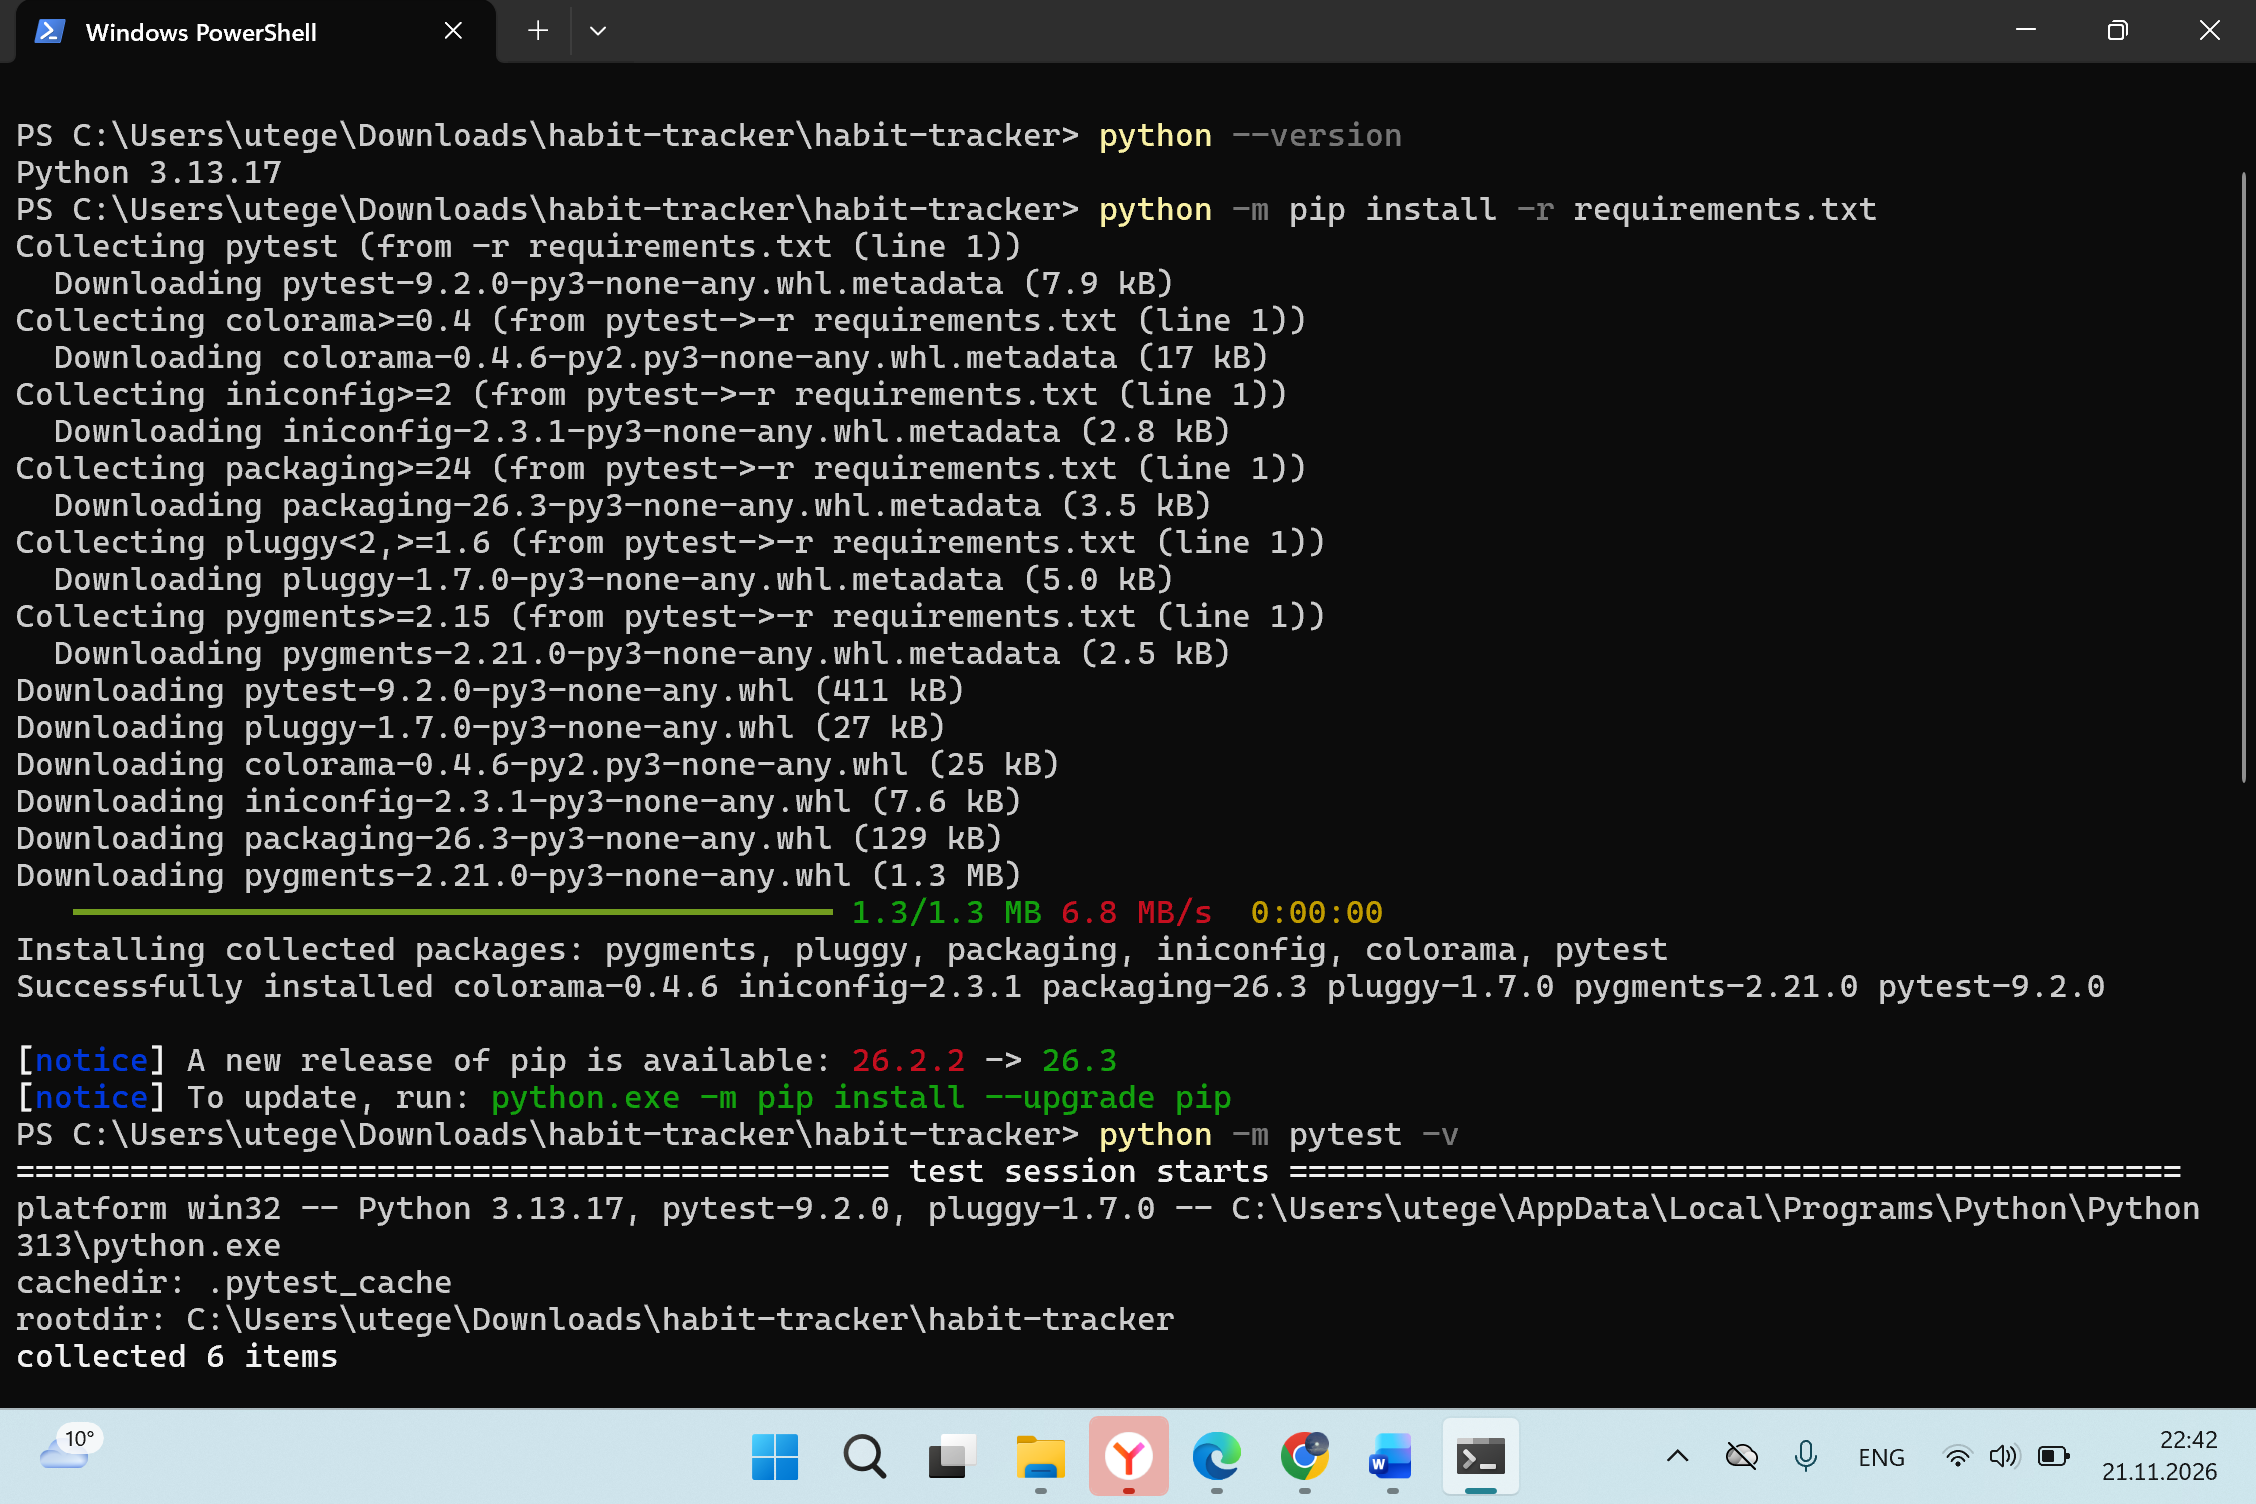 Windows PowerShell
PS C:\Users\utege\Downloads\habit-tracker\habit-tracker> python --version
Python 3.13.17
PS C:\Users\utege\Downloads\habit-tracker\habit-tracker> python -m pip install -r requirements.txt
Collecting pytest (from -r requirements.txt (line 1))
  Downloading pytest-9.2.0-py3-none-any.whl.metadata (7.9 kB)
Collecting colorama>=0.4 (from pytest->-r requirements.txt (line 1))
  Downloading colorama-0.4.6-py2.py3-none-any.whl.metadata (17 kB)
Collecting iniconfig>=2 (from pytest->-r requirements.txt (line 1))
  Downloading iniconfig-2.3.1-py3-none-any.whl.metadata (2.8 kB)
Collecting packaging>=24 (from pytest->-r requirements.txt (line 1))
  Downloading packaging-26.3-py3-none-any.whl.metadata (3.5 kB)
Collecting pluggy<2,>=1.6 (from pytest->-r requirements.txt (line 1))
  Downloading pluggy-1.7.0-py3-none-any.whl.metadata (5.0 kB)
Collecting pygments>=2.15 (from pytest->-r requirements.txt (line 1))
  Downloading pygments-2.21.0-py3-none-any.whl.metadata (2.5 kB)
Downloading pytest-9.2.0-py3-none-any.whl (411 kB)
Downloading pluggy-1.7.0-py3-none-any.whl (27 kB)
Downloading colorama-0.4.6-py2.py3-none-any.whl (25 kB)
Downloading iniconfig-2.3.1-py3-none-any.whl (7.6 kB)
Downloading packaging-26.3-py3-none-any.whl (129 kB)
Downloading pygments-2.21.0-py3-none-any.whl (1.3 MB)
1.3/1.3 MB 6.8 MB/s  0:00:00
Installing collected packages: pygments, pluggy, packaging, iniconfig, colorama, pytest
Successfully installed colorama-0.4.6 iniconfig-2.3.1 packaging-26.3 pluggy-1.7.0 pygments-2.21.0 pytest-9.2.0
[notice] A new release of pip is available: 26.2.2 -> 26.3
[notice] To update, run: python.exe -m pip install --upgrade pip
PS C:\Users\utege\Downloads\habit-tracker\habit-tracker> python -m pytest -v
============================================== test session starts ===============================================
platform win32 -- Python 3.13.17, pytest-9.2.0, pluggy-1.7.0 -- C:\Users\utege\AppData\Local\Programs\Python\Python
313\python.exe
cachedir: .pytest_cache
rootdir: C:\Users\utege\Downloads\habit-tracker\habit-tracker
collected 6 items
10°
W
ENG
22:42
21.11.2026